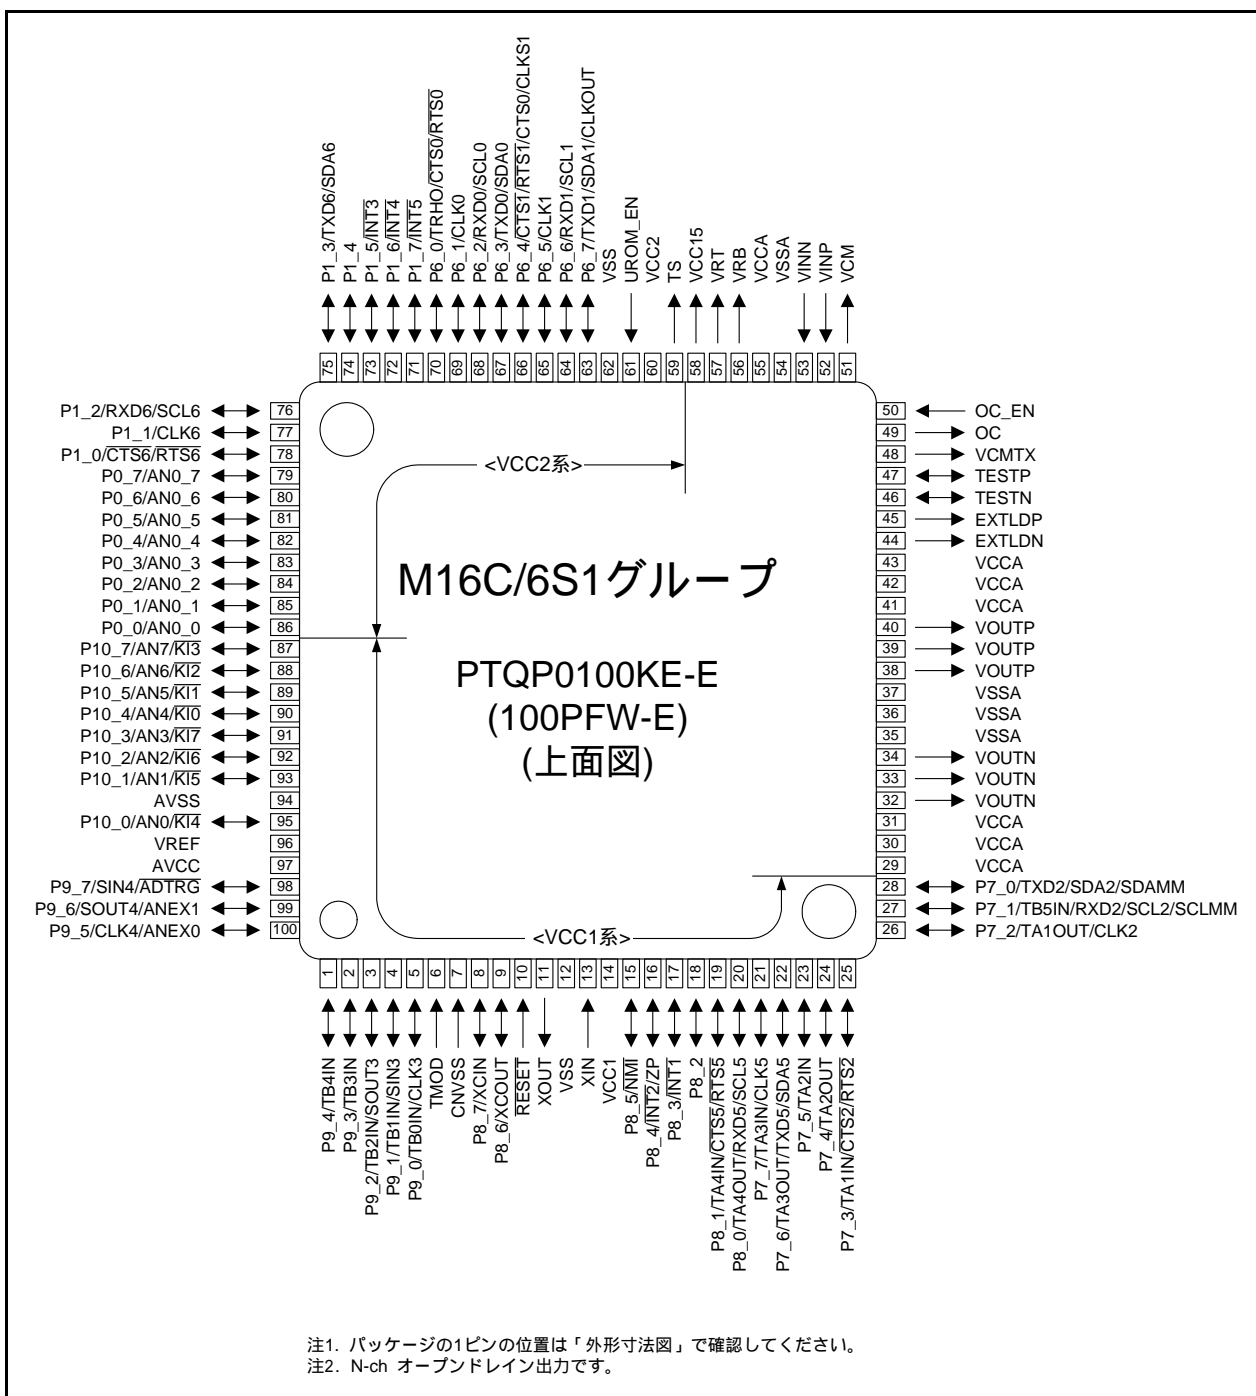 P1_3/TXD6/SDA6
P1_4
P1_5/INT3
P1_6/INT4
P1_7/INT5
P6_0/TRHO/CTS0/RTS0
P6_1/CLK0
P6_2/RXD0/SCL0
P6_3/TXD0/SDA0
P6_4/CTS1/RTS1/CTS0/CLKS1
P6_5/CLK1
P6_6/RXD1/SCL1
P6_7/TXD1/SDA1/CLKOUT
VSS
UROM_EN
VCC2
TS
VCC15
VRT
VRB
VCCA
VSSA
VINN
VINP
VCM
75 74 73 72 71 70 69 68 67 66 65 64 63 62 61 60 59 58 57 56 55 54 53 52 51
P1_2/RXD6/SCL6 76
P1_1/CLK6 77
P1_0/CTS6/RTS6 78
P0_7/AN0_7 79
P0_6/AN0_6 80
P0_5/AN0_5 81
P0_4/AN0_4 82
P0_3/AN0_3 83
P0_2/AN0_2 84
P0_1/AN0_1 85
P0_0/AN0_0 86
P10_7/AN7/KI3 87
P10_6/AN6/KI2 88
P10_5/AN5/KI1 89
P10_4/AN4/KI0 90
P10_3/AN3/KI7 91
P10_2/AN2/KI6 92
P10_1/AN1/KI5 93
AVSS 94
P10_0/AN0/KI4 95
VREF 96
AVCC 97
P9_7/SIN4/ADTRG 98
P9_6/SOUT4/ANEX1 99
P9_5/CLK4/ANEX0 100
<VCC2系>
M16C/6S1グループ
PTQP0100KE-E
(100PFW-E)
(上面図)
<VCC1系>
50 OC_EN
49 OC
48 VCMTX
47 TESTP
46 TESTN
45 EXTLDP
44 EXTLDN
43 VCCA
42 VCCA
41 VCCA
40 VOUTP
39 VOUTP
38 VOUTP
37 VSSA
36 VSSA
35 VSSA
34 VOUTN
33 VOUTN
32 VOUTN
31 VCCA
30 VCCA
29 VCCA
28 P7_0/TXD2/SDA2/SDAMM
27 P7_1/TB5IN/RXD2/SCL2/SCLMM
26 P7_2/TA1OUT/CLK2
1 2 3 4 5 6 7 8 9 10 11 12 13 14 15 16 17 18 19 20 21 22 23 24 25
P9_4/TB4IN
P9_3/TB3IN
P9_2/TB2IN/SOUT3
P9_1/TB1IN/SIN3
P9_0/TB0IN/CLK3
TMOD
CNVSS
P8_7/XCIN
P8_6/XCOUT
RESET
XOUT
VSS
XIN
VCC1
P8_5/NMI
P8_4/INT2/ZP
P8_3/INT1
P8_2
P8_1/TA4IN/CTS5/RTS5
P8_0/TA4OUT/RXD5/SCL5
P7_7/TA3IN/CLK5
P7_6/TA3OUT/TXD5/SDA5
P7_5/TA2IN
P7_4/TA2OUT
P7_3/TA1IN/CTS2/RTS2
注1. パッケージの1ピンの位置は「外形寸法図」で確認してください。
注2. N-ch オープンドレイン出力です。